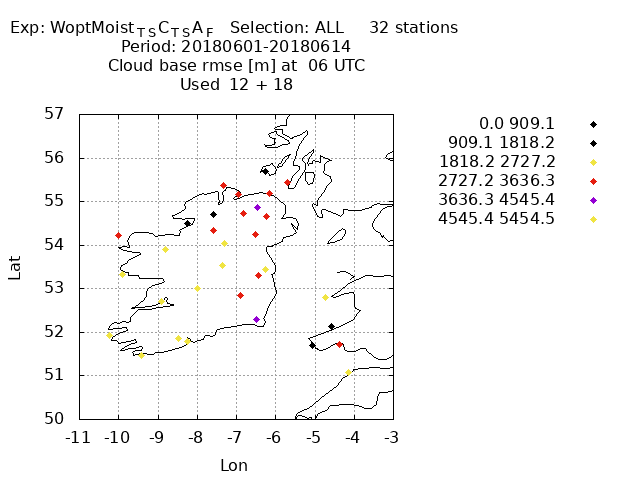 Exp: WoptMoist_TS C_TS A_F Selection: ALL 32 stations
Period: 20180601-20180614
Cloud base rmse [m] at 06 UTC
Used 12 + 18
0.0 909.1
909.1 1818.2
1818.2 2727.2
2727.2 3636.3
3636.3 4545.4
4545.4 5454.5
57
56
55
54
53
52
51
50
Lat
-11 -10 -9 -8 -7 -6 -5 -4 -3
Lon